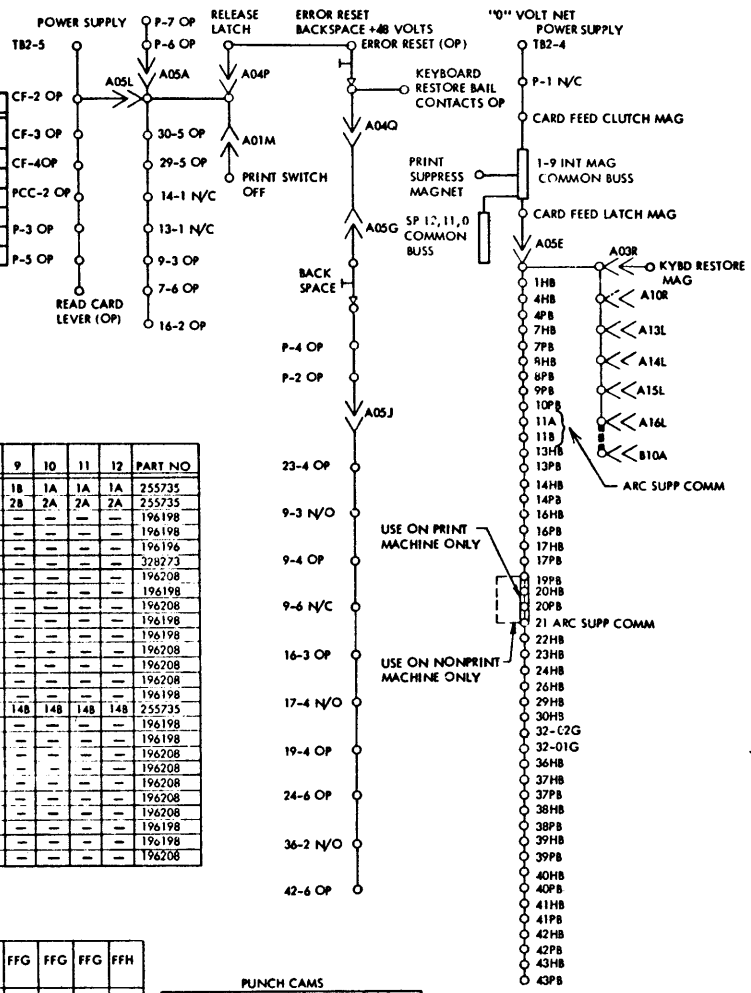 POWER SUPPLY
TB2-5
CF-2 OP
CF-3 OP
CF-4OP
PCC-2 OP
P-3 OP
P-5 OP
READ CARD
LEVER (OP)
A05L
P-7 OP
P-6 OP
A05A
30-5 OP
29-5 OP
14-1 N/C
13-1 N/C
9-3 OP
7-6 OP
16-2 OP
RELEASE
LATCH
A04P
A01M
PRINT SWITCH
OFF
ERROR RESET
BACKSPACE +48 VOLTS
ERROR RESET (OP)
KEYBOARD
RESTORE BAIL
CONTACTS OP
A04Q
A05G
BACK
SPACE
P-4 OP
P-2 OP
A05J
23-4 OP
9-3 N/O
9-4 OP
9-6 N/C
16-3 OP
17-4 N/O
19-4 OP
24-6 OP
36-2 N/O
42-6 OP
"0" VOLT NET
POWER SUPPLY
TB2-4
P-1 N/C
CARD FEED CLUTCH MAG
PRINT
SUPPRESS
MAGNET
1-9 INT MAG
COMMON BUSS
SP 12,11,0
COMMON
BUSS
CARD FEED LATCH MAG
A05E
A03R
KYBD RESTORE
MAG
A10R
A13L
A14L
A15L
A16L
B10A
1HB
4HB
4PB
7HB
7PB
8HB
8PB
9PB
10PB
11A
11B
13HB
ARC SUPP COMM
13PB
14HB
14PB
16HB
16PB
17HB
17PB
USE ON PRINT
MACHINE ONLY
19PB
20HB
20PB
21 ARC SUPP COMM
USE ON NONPRINT
MACHINE ONLY
22HB
23HB
24HB
26HB
29HB
30HB
32-02G
32-01G
36HB
37HB
37PB
38HB
38PB
39HB
39PB
40HB
40PB
41HB
41PB
42HB
42PB
43HB
43PB
9 10 11 12 PART NO
1B 1A 1A 1A 255735
2B 2A 2A 2A 255735
— — — — 196198
— — — — 196198
— — — — 196196
— — — — 328273
— — — — 196208
— — — — 196198
— — — — 196208
— — — — 196198
— — — — 196198
— — — — 196208
— — — — 196208
— — — — 196208
— — — — 196198
14B 14B 14B 14B 255735
— — — — 196198
— — — — 196198
— — — — 196208
— — — — 196208
— — — — 196208
— — — — 196208
— — — — 196208
— — — — 196198
— — — — 196198
— — — — 196208
FFG FFG FFG FFH
PUNCH CAMS